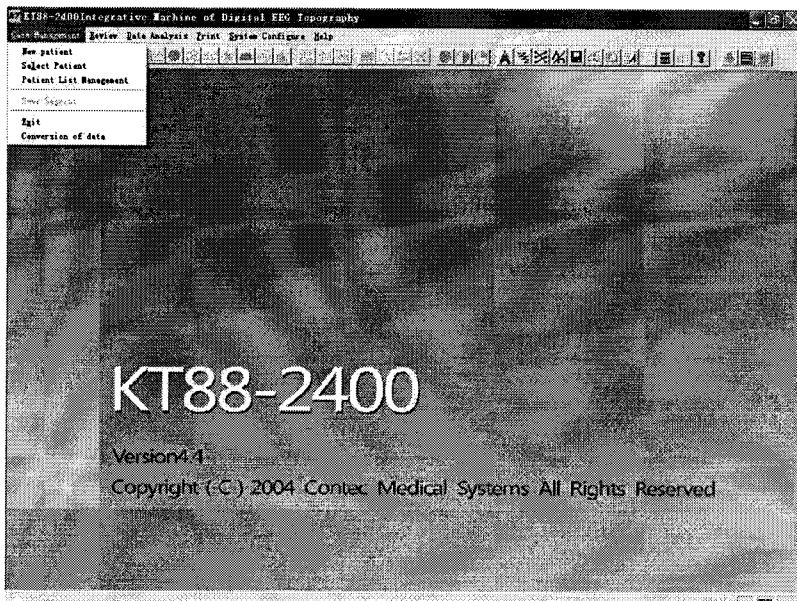 KT88-2400Integrative Machine of Digital EEG Topography
Review Data Analysis Print System Configure Help
New patient
Select Patient
Patient List Management
Exit
Conversion of data
KT88-2400
Version4.4
Copyright (-C-) 2004 Contec Medical Systems All Rights Reserved